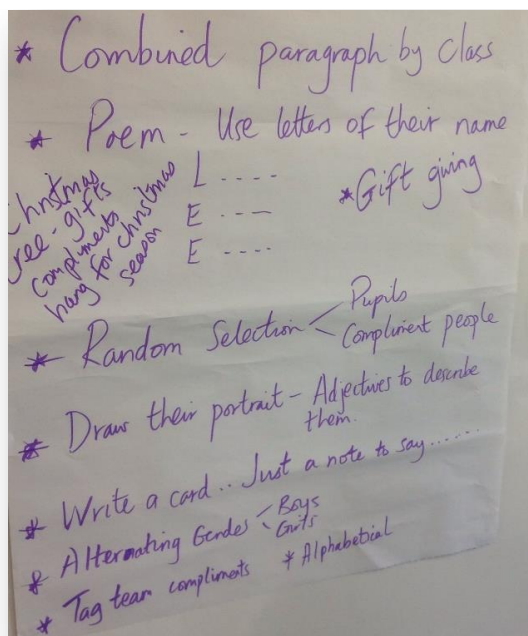 * Combined paragraph by class
* Poem - Use letters of their name
L ----
E ---
E ----
* Gift giving
Christmas
ree - gifts
compliments
hang for christmas
season
* Random Selection < Pupils
Compliment people
* Draw their portrait - Adjectives to describe
them.
* Write a card .. Just a note to say.......
* Alternating Gendes < Boys
Girls
* Tag team compliments * Alphabetical